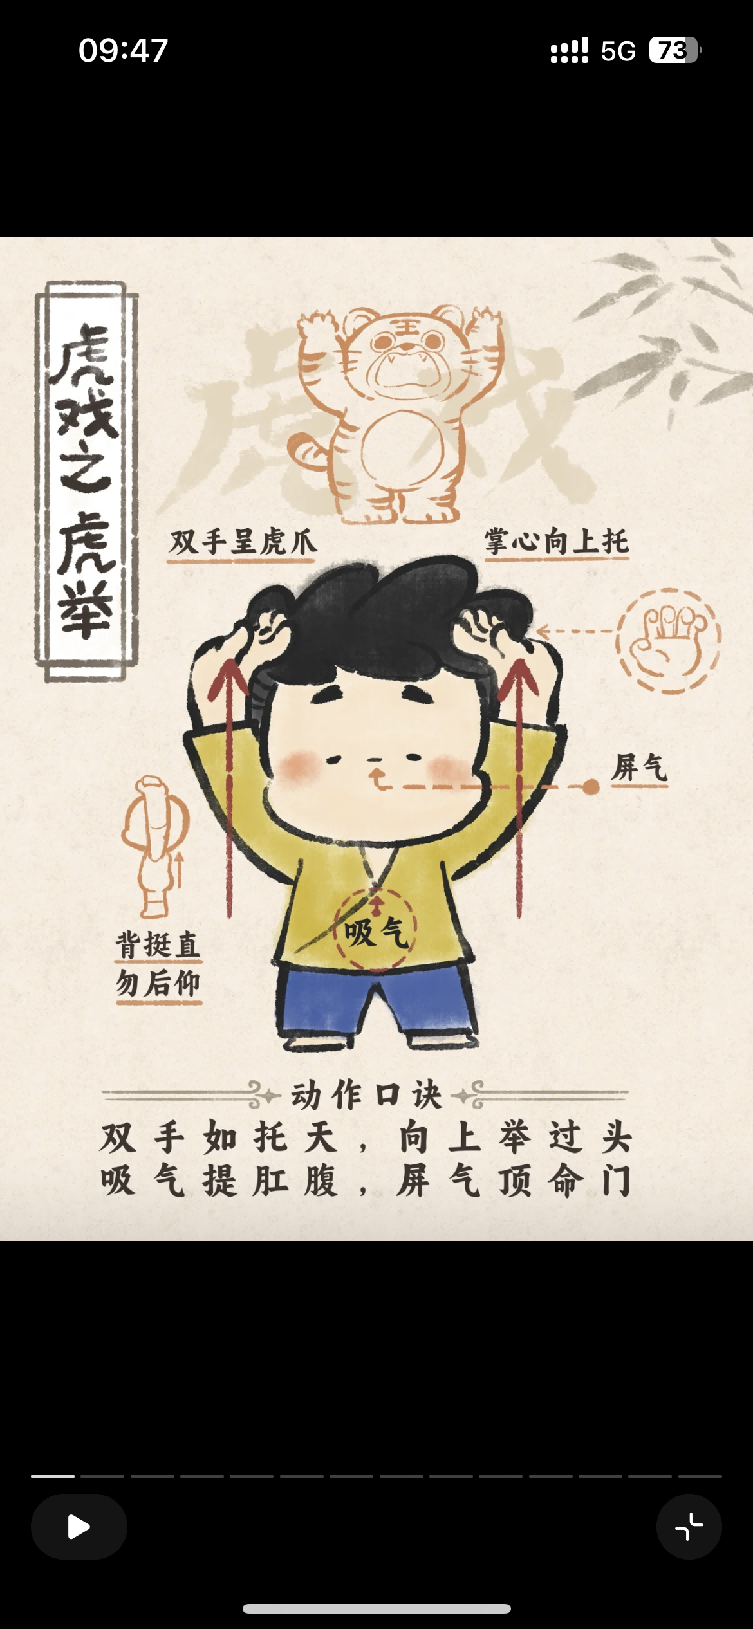 09:47
5G
73
虎戏之虎举
虎戏
双手呈虎爪
掌心向上托
屏气
吸气
背挺直
勿后仰
动作口诀
双手如托天，向上举过头
吸气提肛腹，屏气顶命门